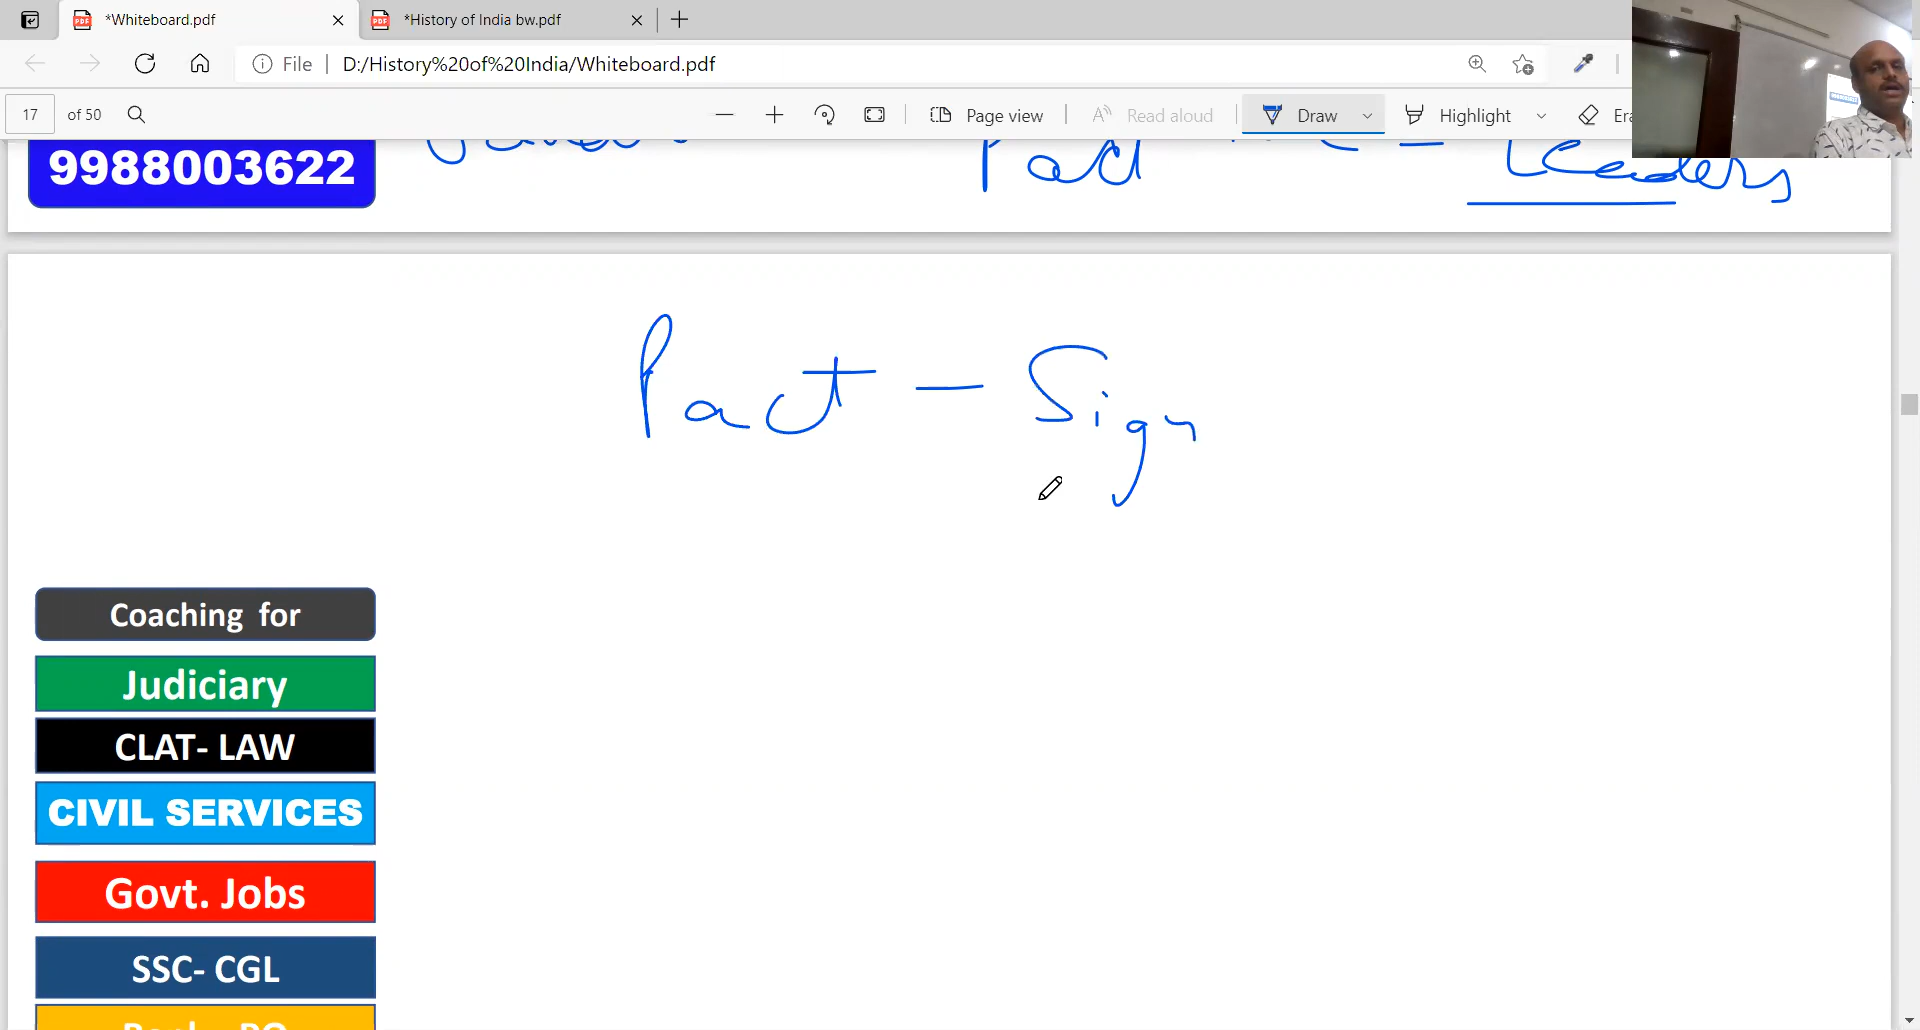 *Whiteboard.pdf
*History of India bw.pdf
File D:/History%20of%20India/Whiteboard.pdf
17 of 50
Page view
Read aloud
Draw
Highlight
9988003622
Pact
Leaders
Pact - Sign
Coaching for
Judiciary
CLAT- LAW
CIVIL SERVICES
Govt. Jobs
SSC- CGL